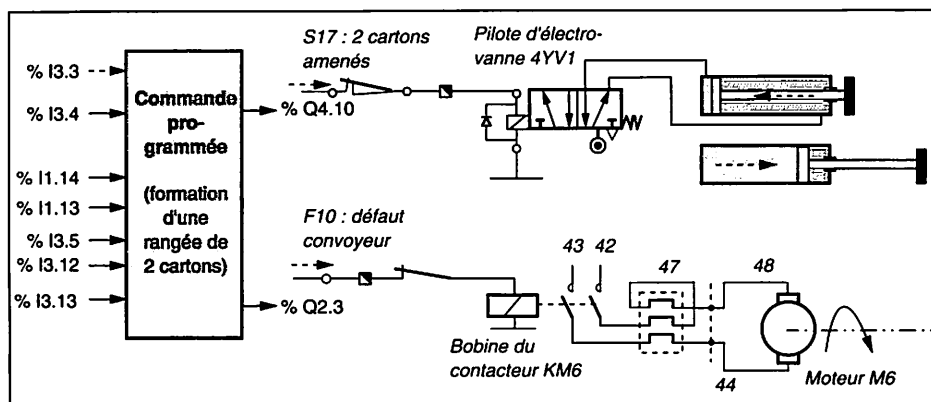 % I3.3
% I3.4
% I1.14
% I1.13
% I3.5
% I3.12
% I3.13
Commande
pro-
grammée
(formation
d'une
rangée de
2 cartons)
% Q4.10
% Q2.3
S17 : 2 cartons
amenés
Pilote d'électro-
vanne 4YV1
F10 : défaut
convoyeur
Bobine du
contacteur KM6
43
42
47
48
44
Moteur M6